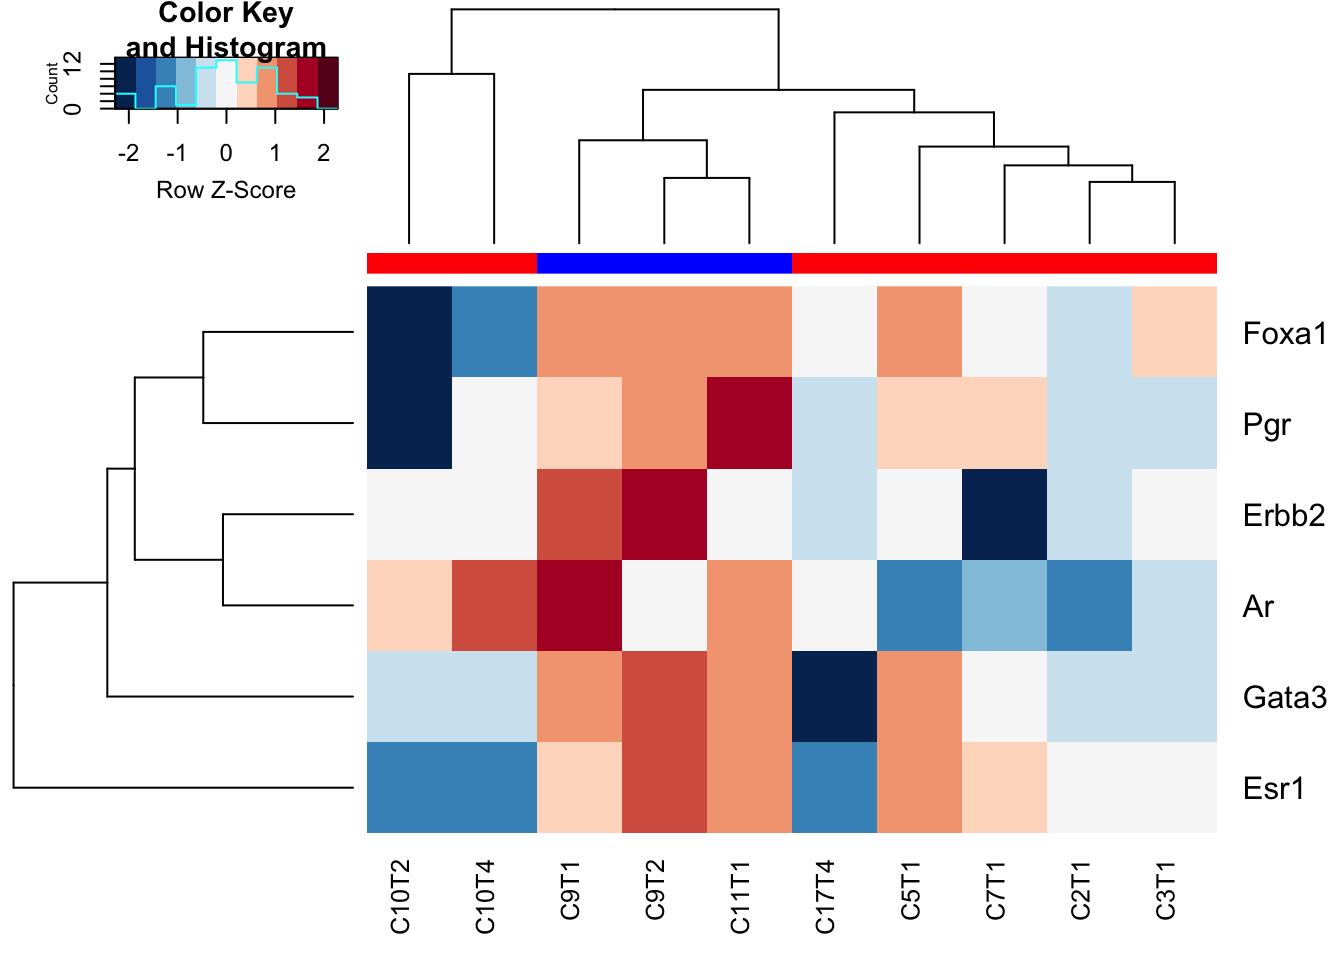 Color Key
and Histogram
Count
0 12
-2 -1 0 1 2
Row Z-Score
Foxa1
Pgr
Erbb2
Ar
Gata3
Esr1
C10T2 C10T4 C9T1 C9T2 C11T1 C17T4 C5T1 C7T1 C2T1 C3T1